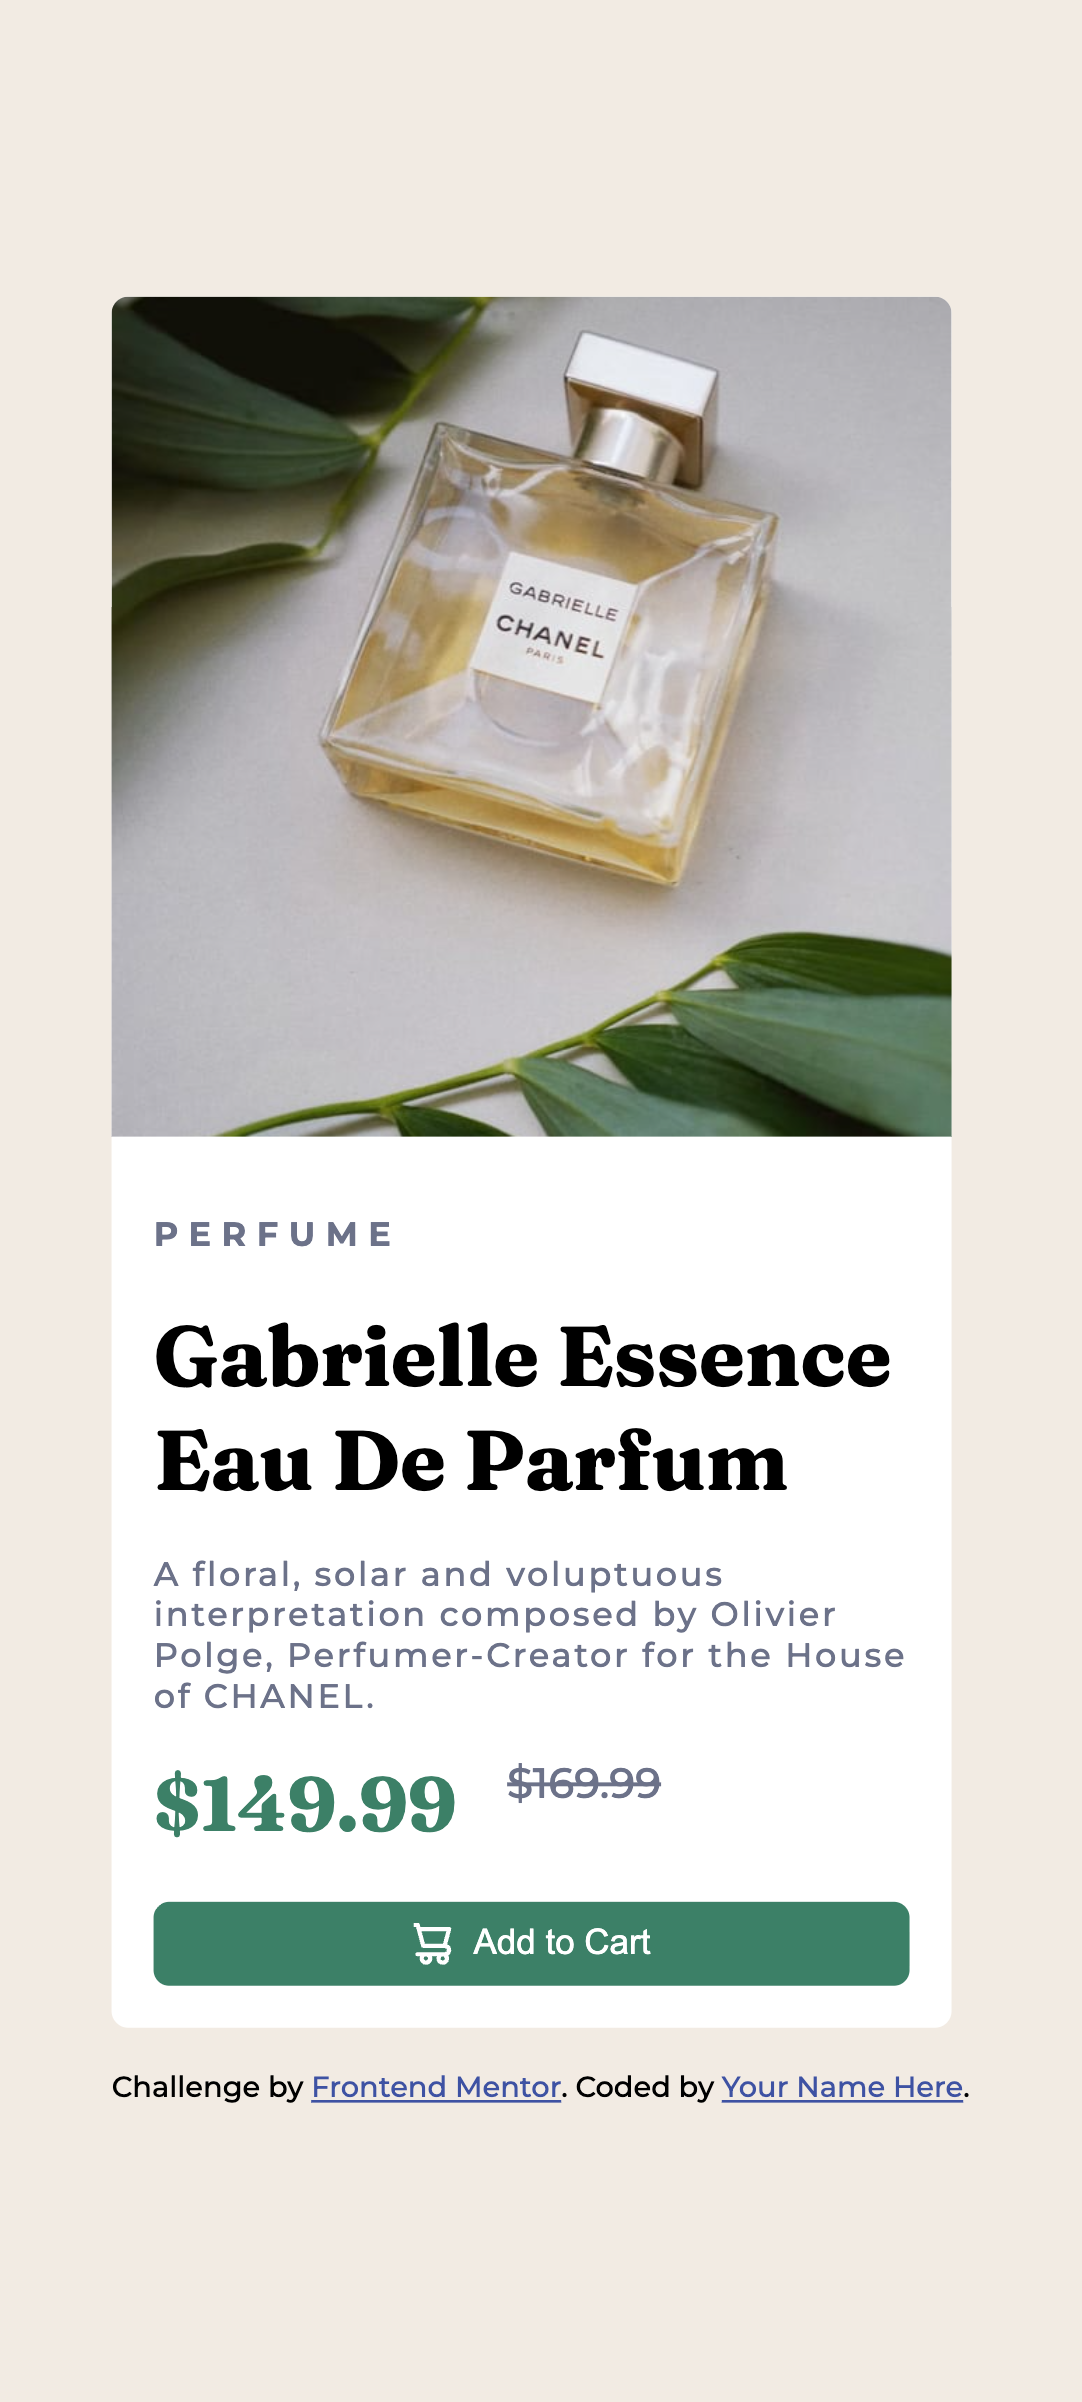 GABRIELLE
CHANEL
PARIS
PERFUME
Gabrielle Essence
Eau De Parfum
A floral, solar and voluptuous
interpretation composed by Olivier
Polge, Perfumer-Creator for the House
of CHANEL.
$149.99 $169.99
Add to Cart
Challenge by Frontend Mentor. Coded by Your Name Here.